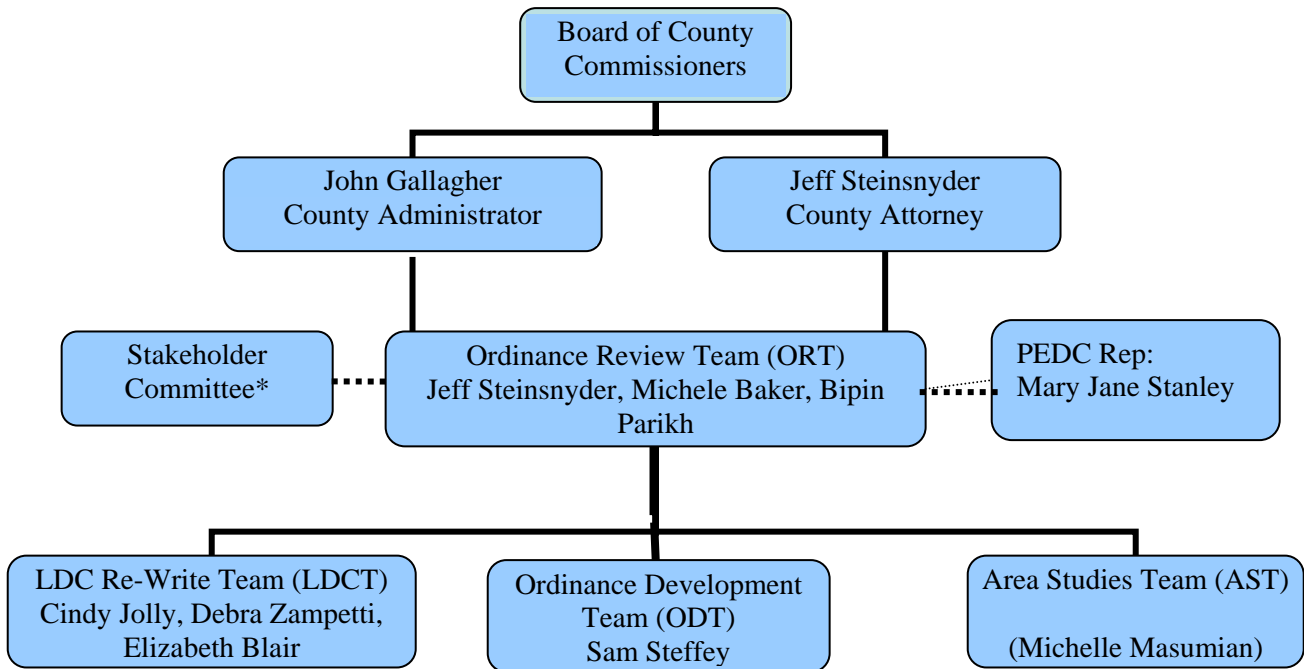 Board of County
Commissioners
John Gallagher
County Administrator
Jeff Steinsnyder
County Attorney
Stakeholder
Committee*
Ordinance Review Team (ORT)
Jeff Steinsnyder, Michele Baker, Bipin
Parikh
PEDC Rep:
Mary Jane Stanley
LDC Re-Write Team (LDCT)
Cindy Jolly, Debra Zampetti,
Elizabeth Blair
Ordinance Development
Team (ODT)
Sam Steffey
Area Studies Team (AST)
(Michelle Masumian)